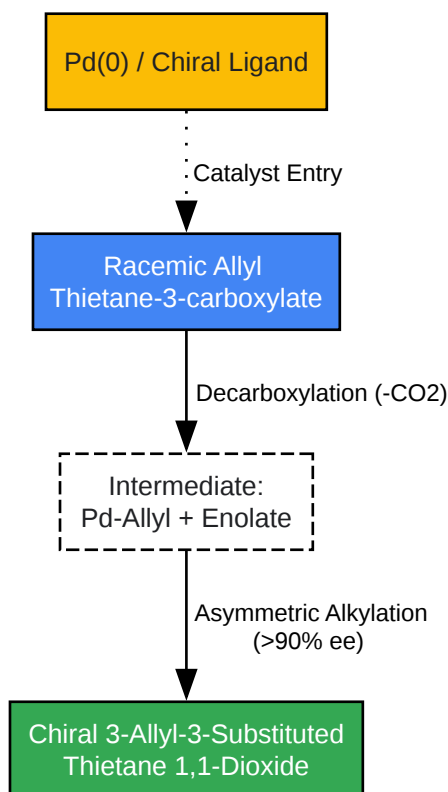 Pd(0) / Chiral Ligand
Catalyst Entry
Racemic Allyl
Thietane-3-carboxylate
Decarboxylation (-CO2)
Intermediate:
Pd-Allyl + Enolate
Asymmetric Alkylation
(>90% ee)
Chiral 3-Allyl-3-Substituted
Thietane 1,1-Dioxide